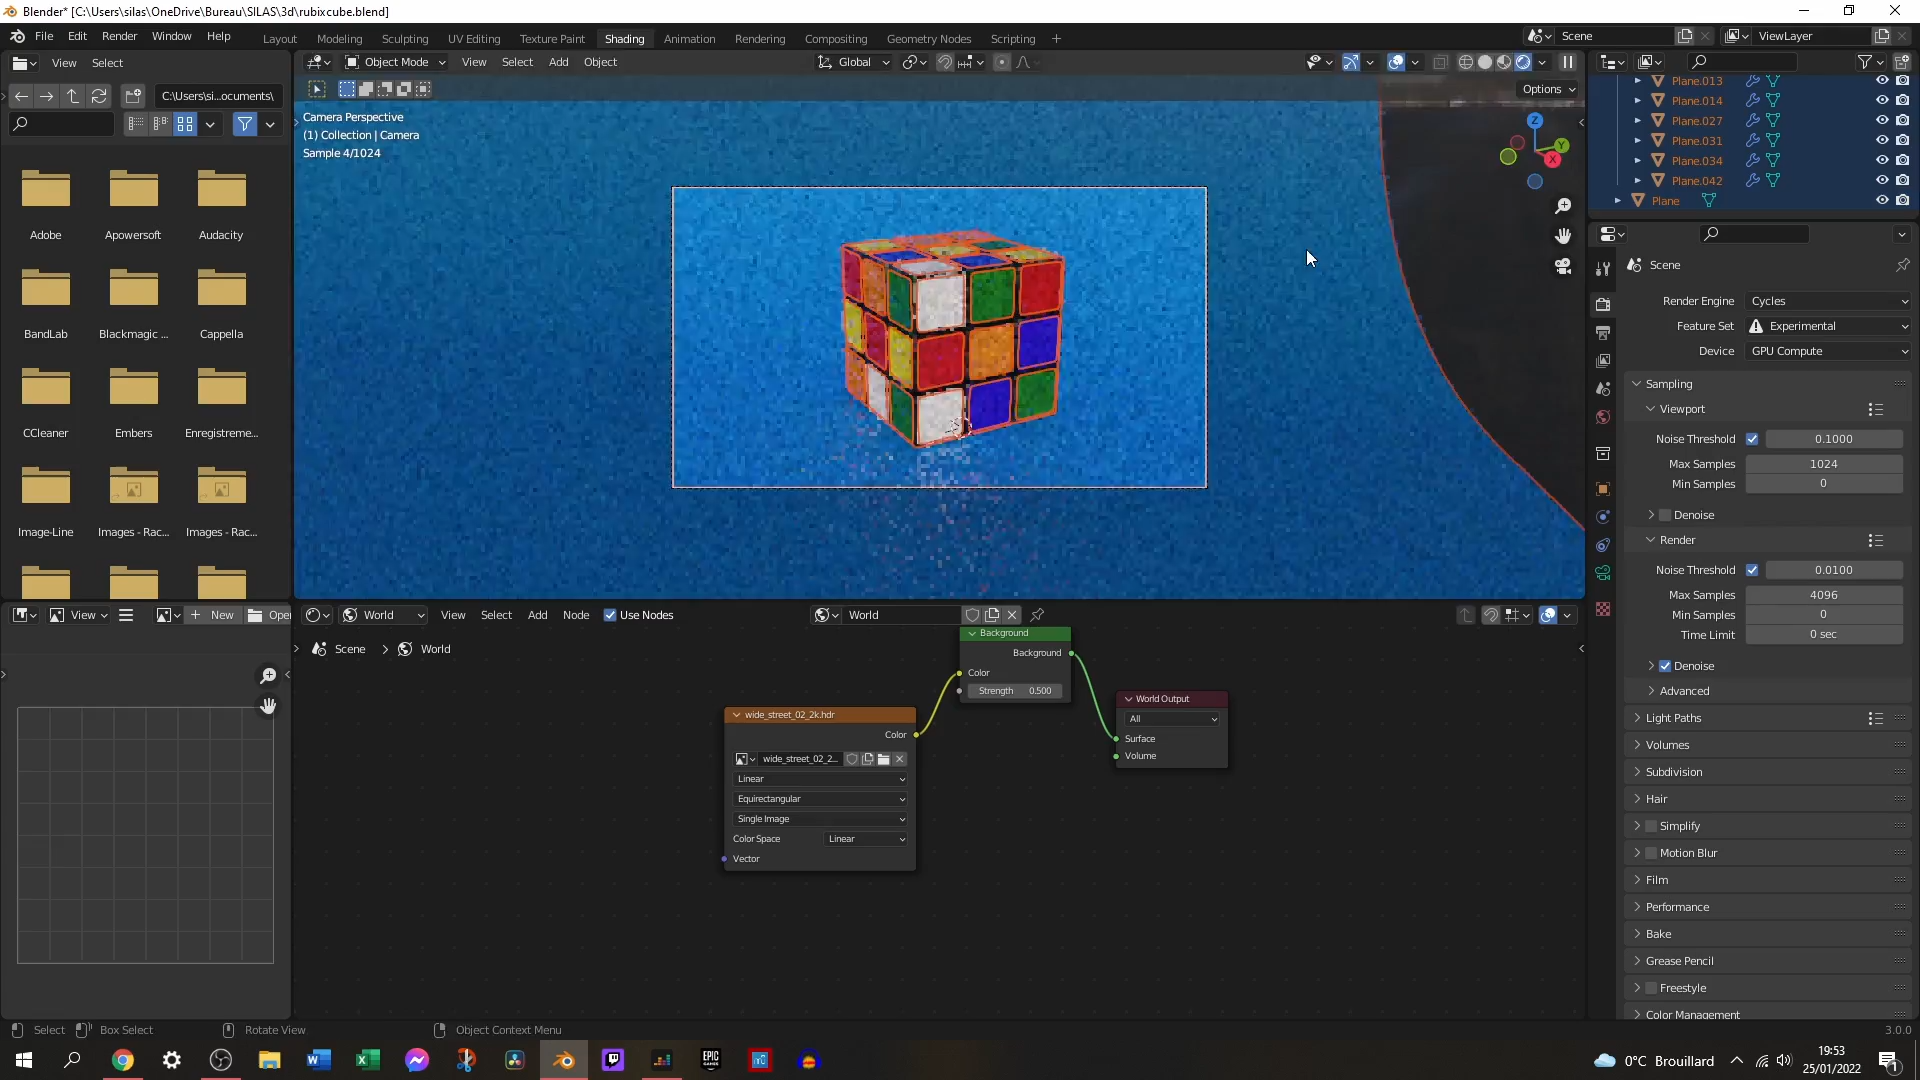 Blender* [C:\Users\silas\OneDrive\Bureau\SILAS\3d\rubixcube.blend]
File Edit Render Window Help
Layout Modeling Sculpting UV Editing Texture Paint Shading Animation Rendering Compositing Geometry Nodes Scripting +
Scene
ViewLayer
View Select
Object Mode View Select Add Object
Global
C:\Users\si...ocuments\
Options
Camera Perspective
(1) Collection | Camera
Sample 4/1024
Z
Y
X
Adobe Apowersoft Audacity
BandLab Blackmagic ... Cappella
CCleaner Embers Enregistreme...
Image-Line Images - Rac... Images - Rac...
Plane.013
Plane.014
Plane.027
Plane.031
Plane.034
Plane.042
Plane
Scene
Render Engine Cycles
Feature Set Experimental
Device GPU Compute
Sampling
Viewport
Noise Threshold 0.1000
Max Samples 1024
Min Samples 0
Denoise
Render
Noise Threshold 0.0100
Max Samples 4096
Min Samples 0
Time Limit 0 sec
Denoise
Advanced
Light Paths
Volumes
Subdivision
Hair
Simplify
Motion Blur
Film
Performance
Bake
Grease Pencil
Freestyle
Color Management
View New Open
World View Select Add Node Use Nodes
World
Scene World
Background
Background
Color
Strength 0.500
World Output
All
Surface
Volume
wide_street_02_2k.hdr
Color
wide_street_02_2...
Linear
Equirectangular
Single Image
Color Space Linear
Vector
Select Box Select Rotate View Object Context Menu
3.0.0
EPIC GAMES
0°C Brouillard
19:53
25/01/2022
1